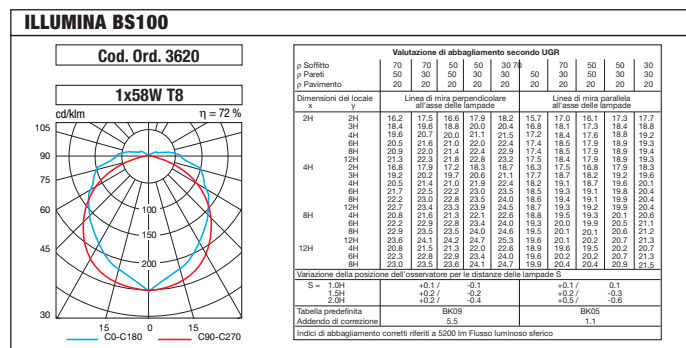 ILLUMINA BS100
Cod. Ord. 3620
1x58W T8
cd/klm η = 72 %
105
90
75
60
45
30
100
150
200
15 0 15
C0-C180 C90-C270
Valutazione di abbagliamento secondo UGR
ρ Soffitto 70 70 50 50 30 70 70 50 50 30
ρ Pareti 50 30 50 30 30 50 30 50 30 30
ρ Pavimento 20 20 20 20 20 20 20 20 20 20
Dimensioni del locale Linea di mira perpendicolare Linea di mira parallela
x y all'asse delle lampade all'asse delle lampade
2H 2H 16.2 17.5 16.6 17.9 18.2 15.7 17.0 16.1 17.3 17.7
3H 18.4 19.6 18.8 20.0 20.4 16.8 18.1 17.3 18.4 18.8
4H 19.6 20.7 20.0 21.1 21.5 17.2 18.4 17.6 18.8 19.2
6H 20.5 21.6 21.0 22.0 22.4 17.4 18.5 17.9 18.9 19.3
8H 20.9 22.0 21.4 22.4 22.9 17.4 18.5 17.9 18.9 19.4
12H 21.3 22.3 21.8 22.8 23.2 17.5 18.4 17.9 18.9 19.3
4H 2H 16.8 17.9 17.2 18.3 18.7 16.3 17.5 16.8 17.9 18.3
3H 19.2 20.2 19.7 20.6 21.1 17.7 18.7 18.2 19.2 19.6
4H 20.5 21.4 21.0 21.9 22.4 18.2 19.1 18.7 19.6 20.1
6H 21.7 22.5 22.2 23.0 23.5 18.5 19.3 19.1 19.8 20.4
8H 22.2 23.0 22.8 23.5 24.0 18.6 19.4 19.1 19.9 20.4
12H 22.7 23.4 23.3 23.9 24.5 18.7 19.3 19.2 19.9 20.4
8H 4H 20.8 21.6 21.3 22.1 22.6 18.8 19.5 19.3 20.1 20.6
6H 22.2 22.9 22.8 23.4 24.0 19.3 20.0 19.9 20.5 21.1
8H 22.9 23.5 23.5 24.0 24.6 19.5 20.1 20.1 20.6 21.2
12H 23.6 24.1 24.2 24.7 25.3 19.6 20.1 20.2 20.7 21.3
12H 4H 20.8 21.5 21.3 22.0 22.6 18.9 19.6 19.5 20.2 20.7
6H 22.3 22.8 22.9 23.4 24.0 19.6 20.2 20.2 20.7 21.3
8H 23.0 23.5 23.6 24.1 24.7 19.9 20.4 20.4 20.9 21.5
Variazione della posizione dell'osservatore per le distanze delle lampade S
S = 1.0H +0.1 / -0.1 +0.1 / 0.1
1.5H +0.2 / -0.2 +0.2 / -0.3
2.0H +0.2 / -0.4 +0.5 / -0.6
Tabella predefinita BK09 BK05
Addendo di correzione 5.5 1.1
Indici di abbagliamento corretti riferiti a 5200 lm Flusso luminoso sferico